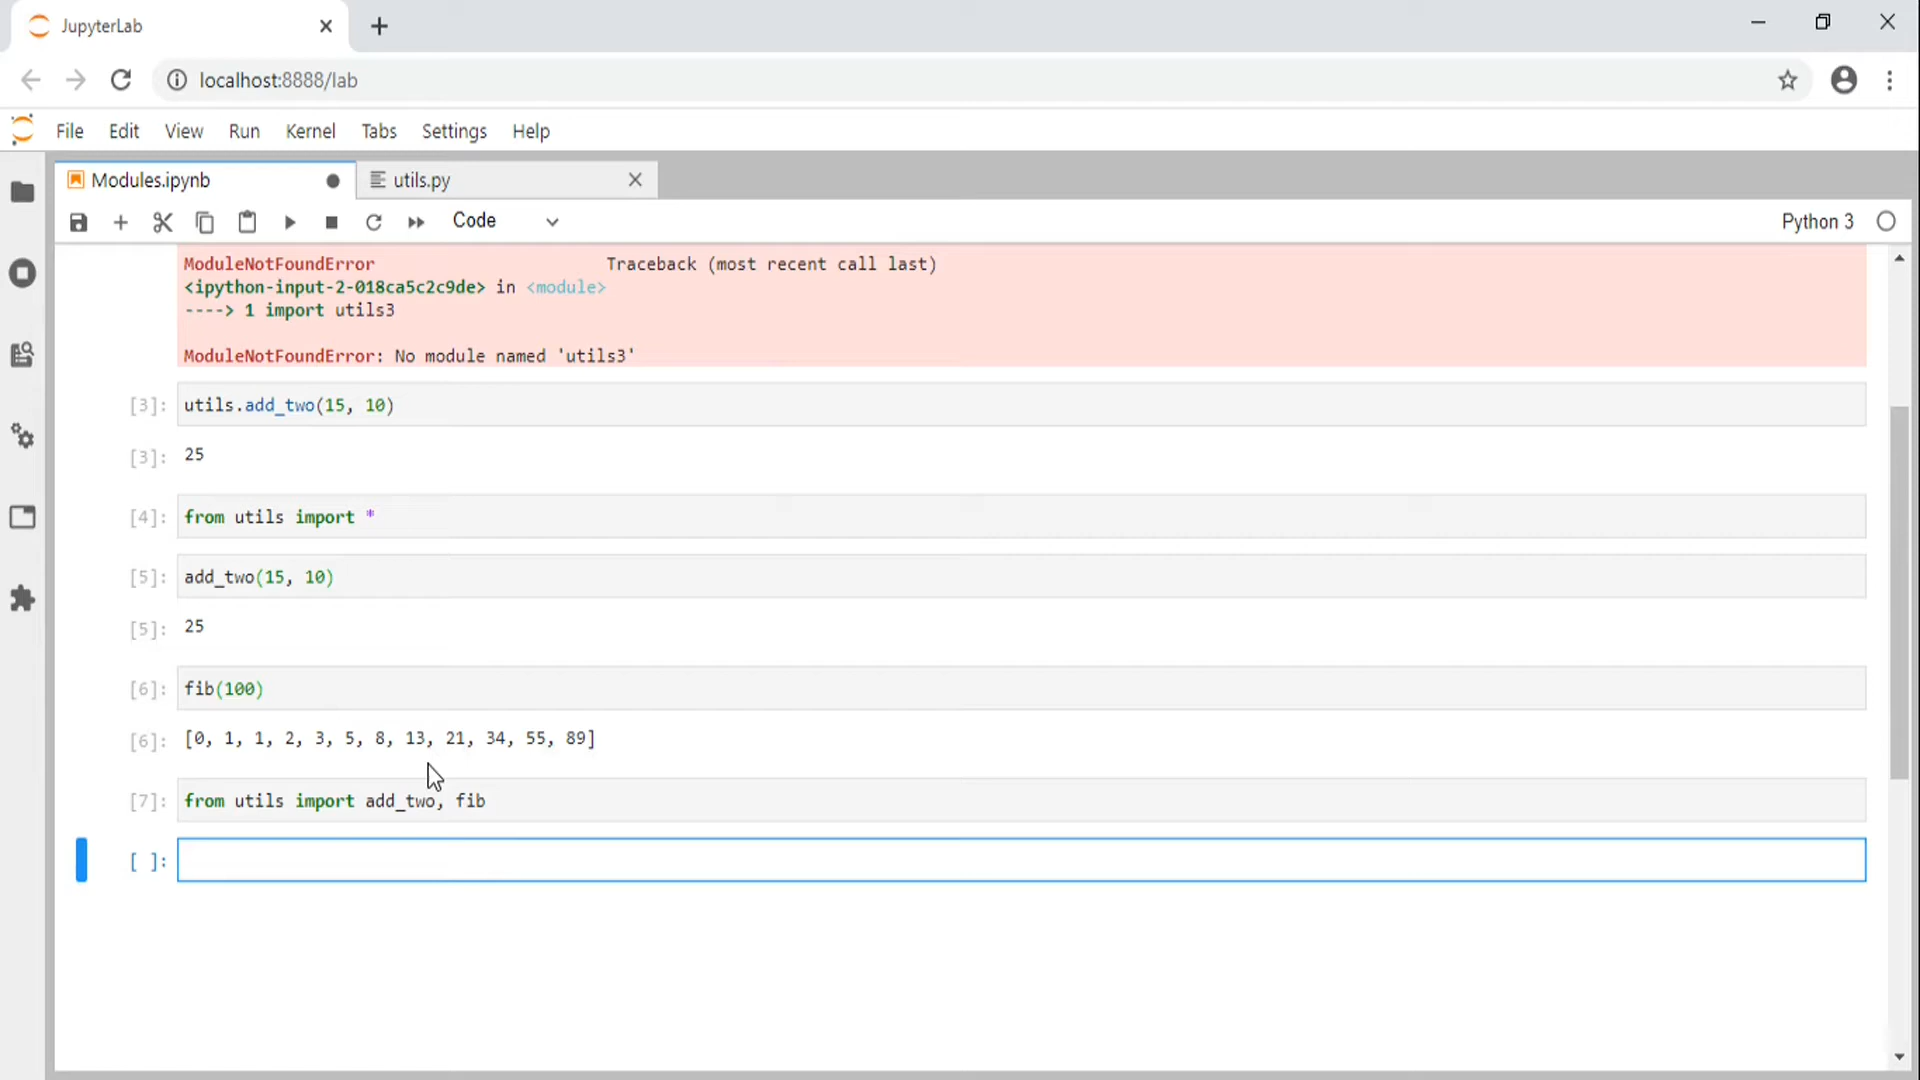 JupyterLab
localhost:8888/lab
File Edit View Run Kernel Tabs Settings Help
Modules.ipynb utils.py
Code Python 3
ModuleNotFoundError Traceback (most recent call last)
<ipython-input-2-018ca5c2c9de> in <module>
----> 1 import utils3
ModuleNotFoundError: No module named 'utils3'
[3]: utils.add_two(15, 10)
[3]: 25
[4]: from utils import *
[5]: add_two(15, 10)
[5]: 25
[6]: fib(100)
[6]: [0, 1, 1, 2, 3, 5, 8, 13, 21, 34, 55, 89]
[7]: from utils import add_two, fib
[ ]: